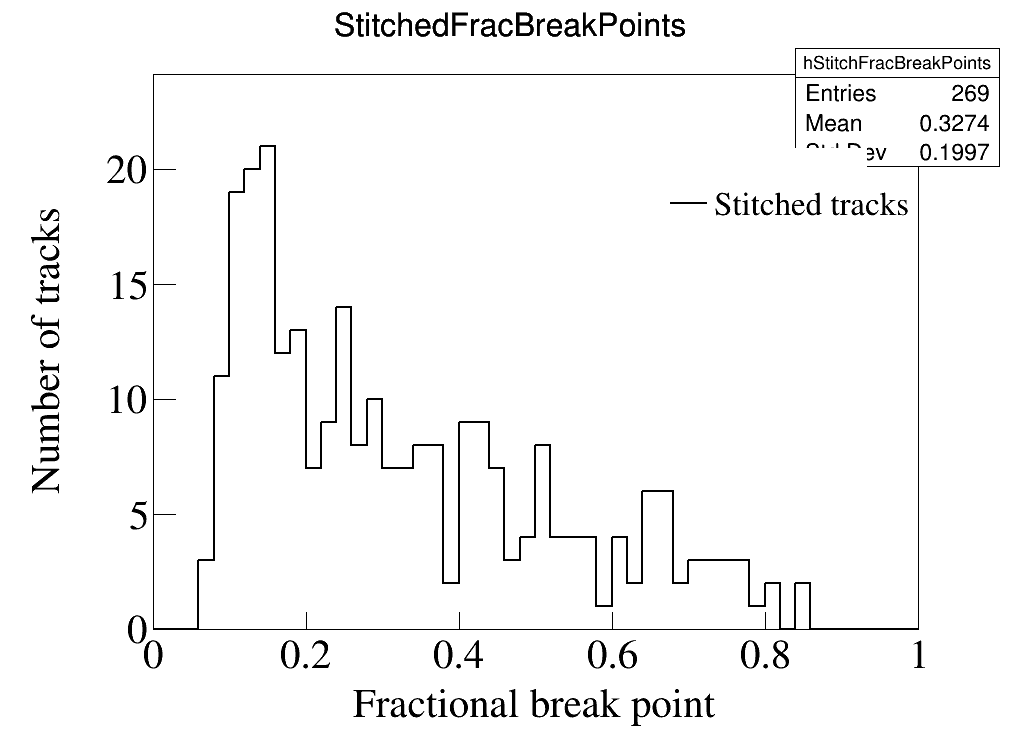 StitchedFracBreakPoints
hStitchFracBreakPoints
Entries 269
Mean 0.3274
Dev 0.1997
Stitched tracks
Number of tracks
20
15
10
5
0
0 0.2 0.4 0.6 0.8 1
Fractional break point